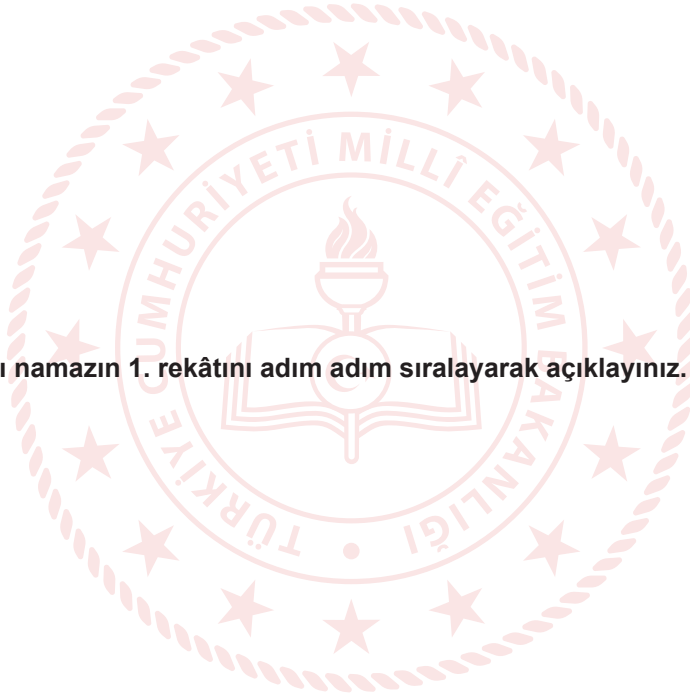 ı namazın 1. rekâtını adım adım sıralayarak açıklayınız.
TÜRKİYE CUMHURİYETİ MİLLÎ EĞİTİM BAKANLIĞI